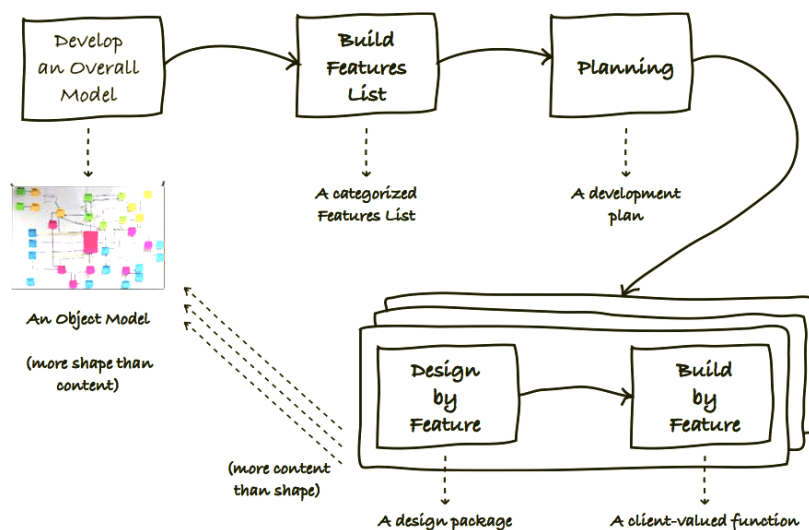 Develop
an Overall
Model
Build
Features
List
Planning
A categorized
Features List
A development
plan
An Object Model
(more shape than
content)
Design
by
Feature
Build
by
Feature
(more content
than shape)
A design package
A client-valued function